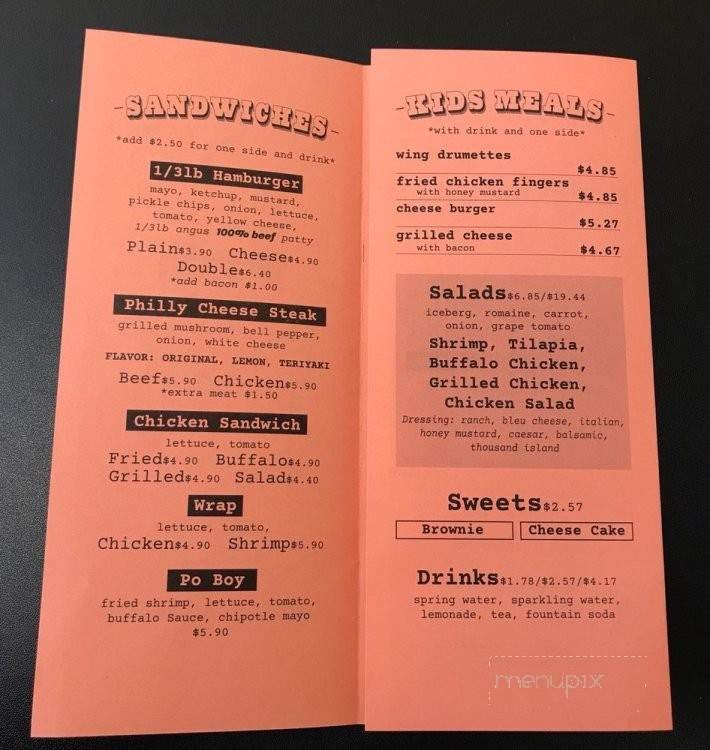 -SANDWICHES-
*add $2.50 for one side and drink*
1/3lb Hamburger
mayo, ketchup, mustard,
pickle chips, onion, lettuce,
tomato, yellow cheese,
1/3lb angus 100% beef patty
Plain$3.90 Cheese$4.90
Double$6.40
*add bacon $1.00
Philly Cheese Steak
grilled mushroom, bell pepper,
onion, white cheese
FLAVOR: ORIGINAL, LEMON, TERIYAKI
Beef$5.90 Chicken$5.90
*extra meat $1.50
Chicken Sandwich
lettuce, tomato
Fried$4.90 Buffalo$4.90
Grilled$4.90 Salad$4.40
Wrap
lettuce, tomato,
Chicken$4.90 Shrimp$5.90
Po Boy
fried shrimp, lettuce, tomato,
buffalo Sauce, chipotle mayo
$5.90
-KIDS MEALS-
*with drink and one side*
wing drumettes
$4.85
fried chicken fingers
with honey mustard $4.85
cheese burger
$5.27
grilled cheese
with bacon $4.67
Salads$6.85/$19.44
iceberg, romaine, carrot,
onion, grape tomato
Shrimp, Tilapia,
Buffalo Chicken,
Grilled Chicken,
Chicken Salad
Dressing: ranch, bleu cheese, italian,
honey mustard, caesar, balsamic,
thousand island
Sweets$2.57
Brownie Cheese Cake
Drinks$1.78/$2.57/$4.17
spring water, sparkling water,
lemonade, tea, fountain soda
menupix